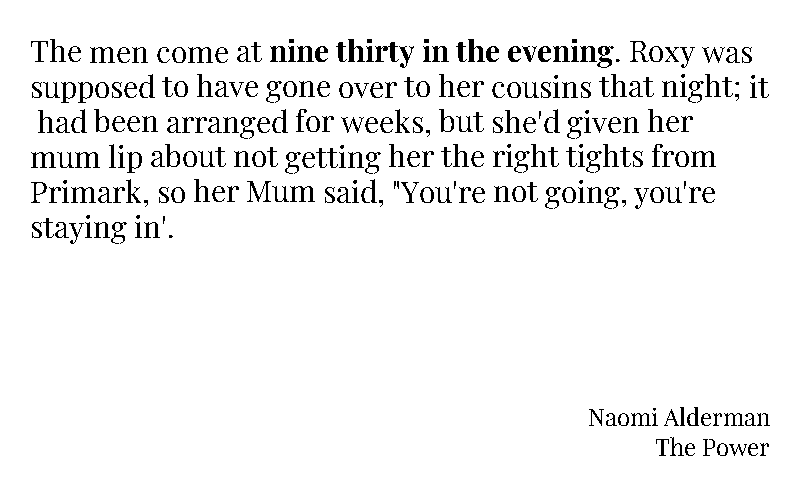 The men come at nine thirty in the evening. Roxy was
supposed to have gone over to her cousins that night; it
had been arranged for weeks, but she'd given her
mum lip about not getting her the right tights from
Primark, so her Mum said, "You're not going, you're
staying in'.
Naomi Alderman
The Power